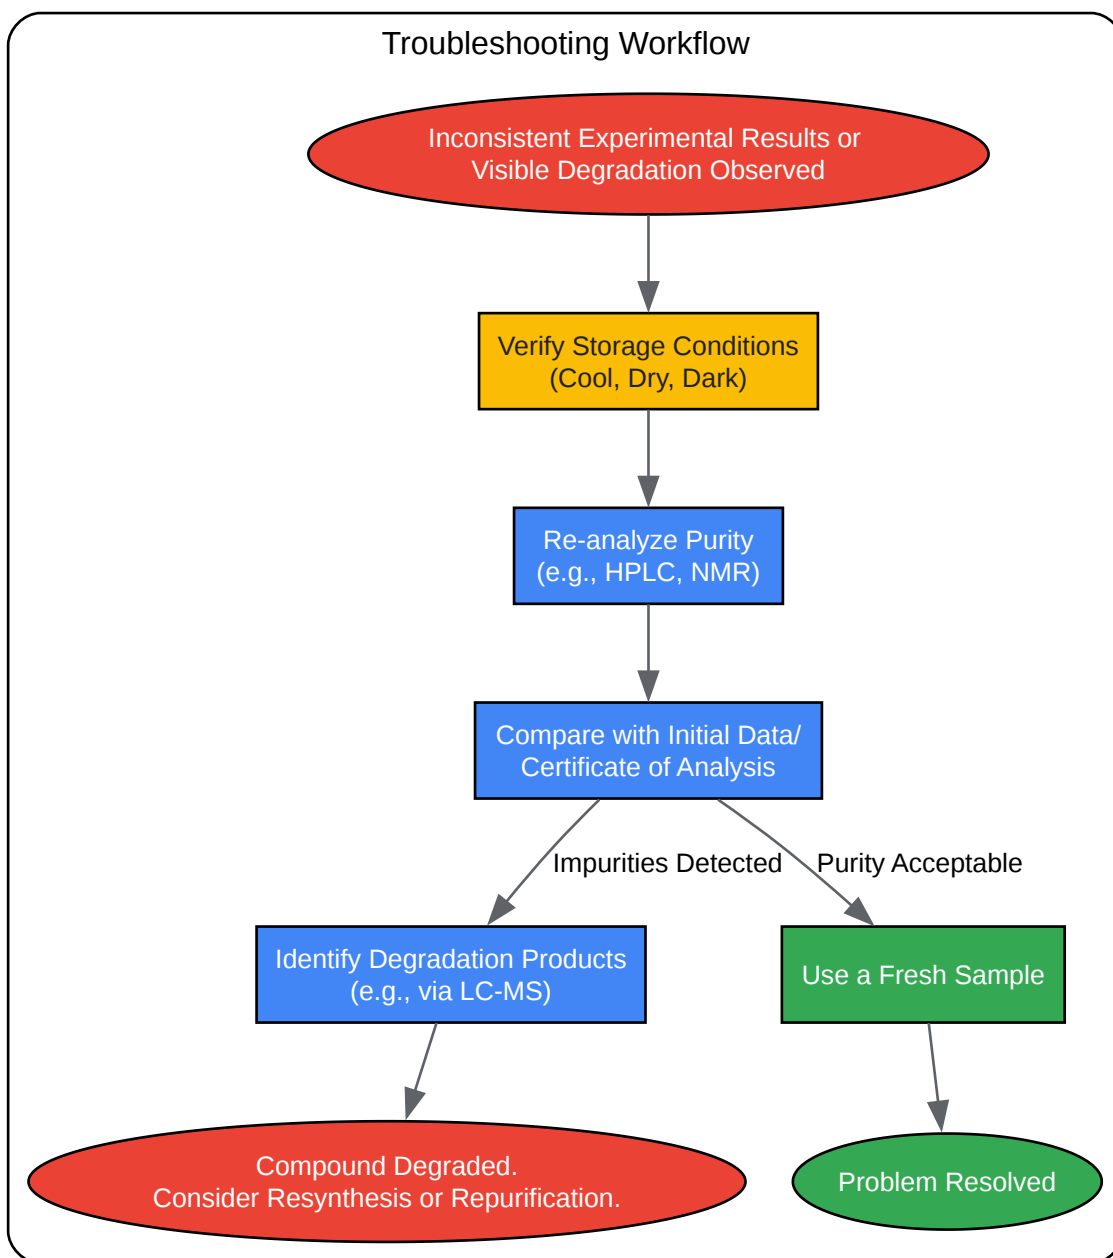 Troubleshooting Workflow
Inconsistent Experimental Results or
Visible Degradation Observed
Verify Storage Conditions
(Cool, Dry, Dark)
Re-analyze Purity
(e.g., HPLC, NMR)
Compare with Initial Data/
Certificate of Analysis
Impurities Detected
Purity Acceptable
Identify Degradation Products
(e.g., via LC-MS)
Use a Fresh Sample
Compound Degraded.
Consider Resynthesis or Repurification.
Problem Resolved